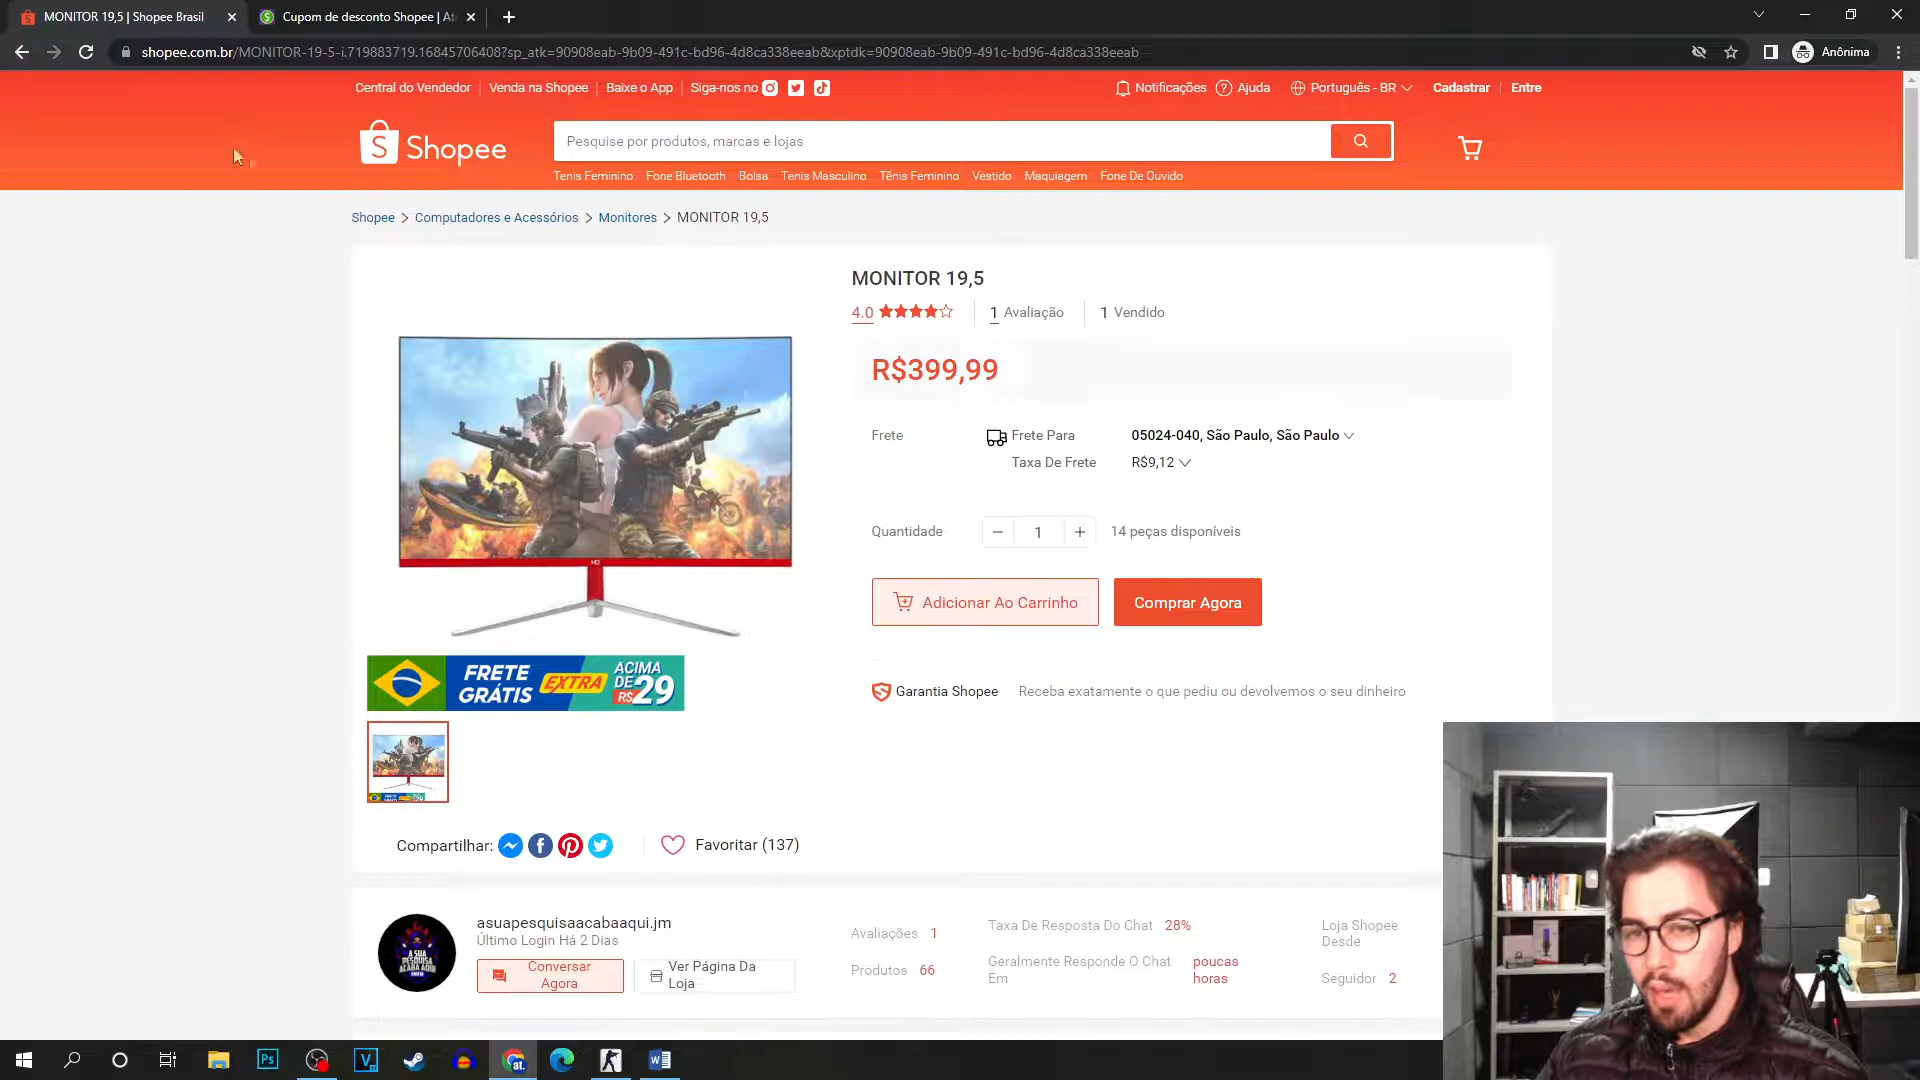 MONITOR 19,5 | Shopee Brasil
Cupom de desconto Shopee | At
shopee.com.br/MONITOR-19-5-i.719883719.16845706408?sp_atk=90908eab-9b09-491c-bd96-4d8ca338eeab&xptdk=90908eab-9b09-491c-bd96-4d8ca338eeab
Anônima
Central do Vendedor
Venda na Shopee
Baixe o App
Siga-nos no
Notificações
Ajuda
Português - BR
Cadastrar
Entre
Shopee
Pesquise por produtos, marcas e lojas
Tenis Feminino Fone Bluetooth Bolsa Tenis Masculino Tênis Feminino Vestido Maquiagem Fone De Ouvido
Shopee > Computadores e Acessórios > Monitores > MONITOR 19,5
MONITOR 19,5
4.0
1 Avaliação
1 Vendido
R$399,99
Frete
Frete Para
05024-040, São Paulo, São Paulo
Taxa De Frete
R$9,12
Quantidade
1
14 peças disponíveis
Adicionar Ao Carrinho
Comprar Agora
FRETE GRÁTIS EXTRA ACIMA DE R$ 29
Garantia Shopee
Receba exatamente o que pediu ou devolvemos o seu dinheiro
Compartilhar:
Favoritar (137)
asuapesquisaacabaaqui.jm
Último Login Há 2 Dias
A SUA
PESQUISA
ACABA AQUI
Conversar
Agora
Ver Página Da
Loja
Avaliações 1
Produtos 66
Taxa De Resposta Do Chat 28%
Geralmente Responde O Chat
Em
poucas
horas
Loja Shopee
Desde
Seguidor 2